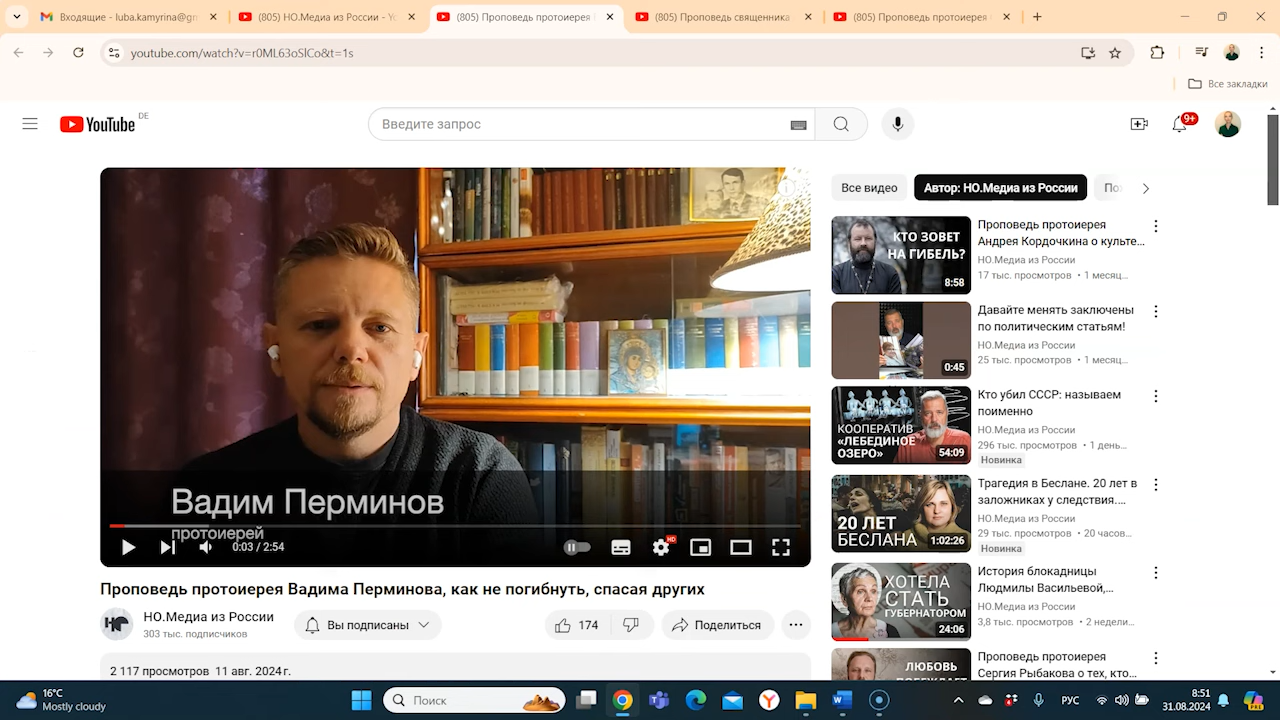 Входящие - luba.kamyrina@gm
(805) НО.Медиа из России - Yo
(805) Проповедь протоиерея
(805) Проповедь священника
(805) Проповедь протоиерея
youtube.com/watch?v=r0ML63oSlCo&t=1s
Все закладки
YouTube
DE
Введите запрос
9+
Все видео
Автор: НО.Медиа из России
Вадим Перминов
протоиерей
0:03 / 2:54
HD
Проповедь протоиерея Вадима Перминова, как не погибнуть, спасая других
НО.Медиа из России
303 тыс. подписчиков
Вы подписаны
174
Поделиться
2 117 просмотров 11 авг. 2024 г.
КТО ЗОВЕТ
НА ГИБЕЛЬ?
8:58
Проповедь протоиерея
Андрея Кордочкина о культе...
НО.Медиа из России
17 тыс. просмотров • 1 месяц...
0:45
Давайте менять заключены
по политическим статьям!
НО.Медиа из России
25 тыс. просмотров • 1 месяц...
КООПЕРАТИВ
«ЛЕБЕДИНОЕ
ОЗЕРО»
54:09
Кто убил СССР: называем
поименно
НО.Медиа из России
296 тыс. просмотров • 1 день...
Новинка
20 ЛЕТ
БЕСЛАНА
1:02:26
Трагедия в Беслане. 20 лет в
заложниках у следствия....
НО.Медиа из России
29 тыс. просмотров • 20 часов...
Новинка
ХОТЕЛА
СТАТЬ
ГУБЕРНАТОРОМ
24:06
История блокадницы
Людмилы Васильевой,...
НО.Медиа из России
3,8 тыс. просмотров • 2 недели...
ЛЮБОВЬ
Проповедь протоиерея
Сергия Рыбакова о тех, кто...
16°C
Mostly cloudy
Поиск
РУС
8:51
31.08.2024